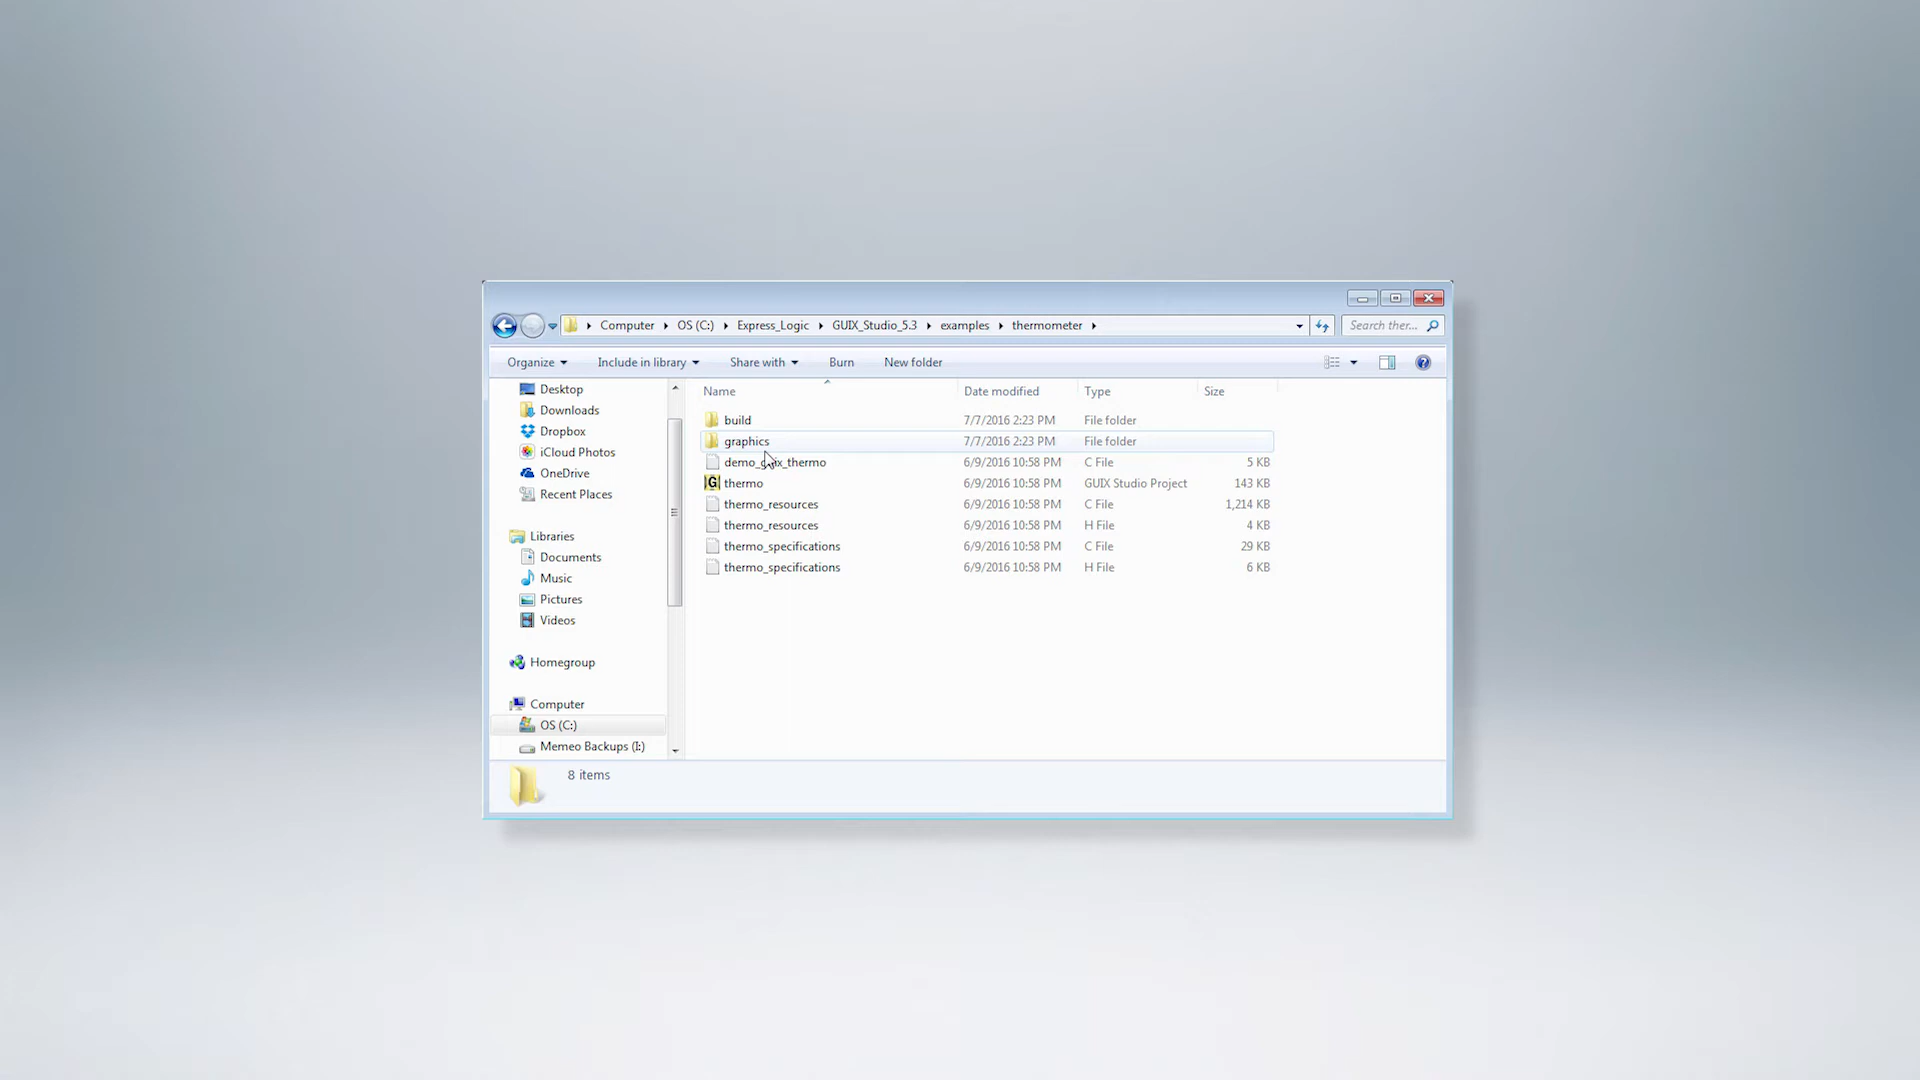 Computer OS (C:) Express_Logic GUIX_Studio_5.3 examples thermometer Search ther...
Organize Include in library Share with Burn New folder
Desktop
Downloads
Dropbox
iCloud Photos
OneDrive
Recent Places
Libraries
Documents
Music
Pictures
Videos
Homegroup
Computer
OS (C:)
Memeo Backups (I:)
Name Date modified Type Size
build 7/7/2016 2:23 PM File folder
graphics 7/7/2016 2:23 PM File folder
demo_guix_thermo 6/9/2016 10:58 PM C File 5 KB
thermo 6/9/2016 10:58 PM GUIX Studio Project 143 KB
thermo_resources 6/9/2016 10:58 PM C File 1,214 KB
thermo_resources 6/9/2016 10:58 PM H File 4 KB
thermo_specifications 6/9/2016 10:58 PM C File 29 KB
thermo_specifications 6/9/2016 10:58 PM H File 6 KB
8 items